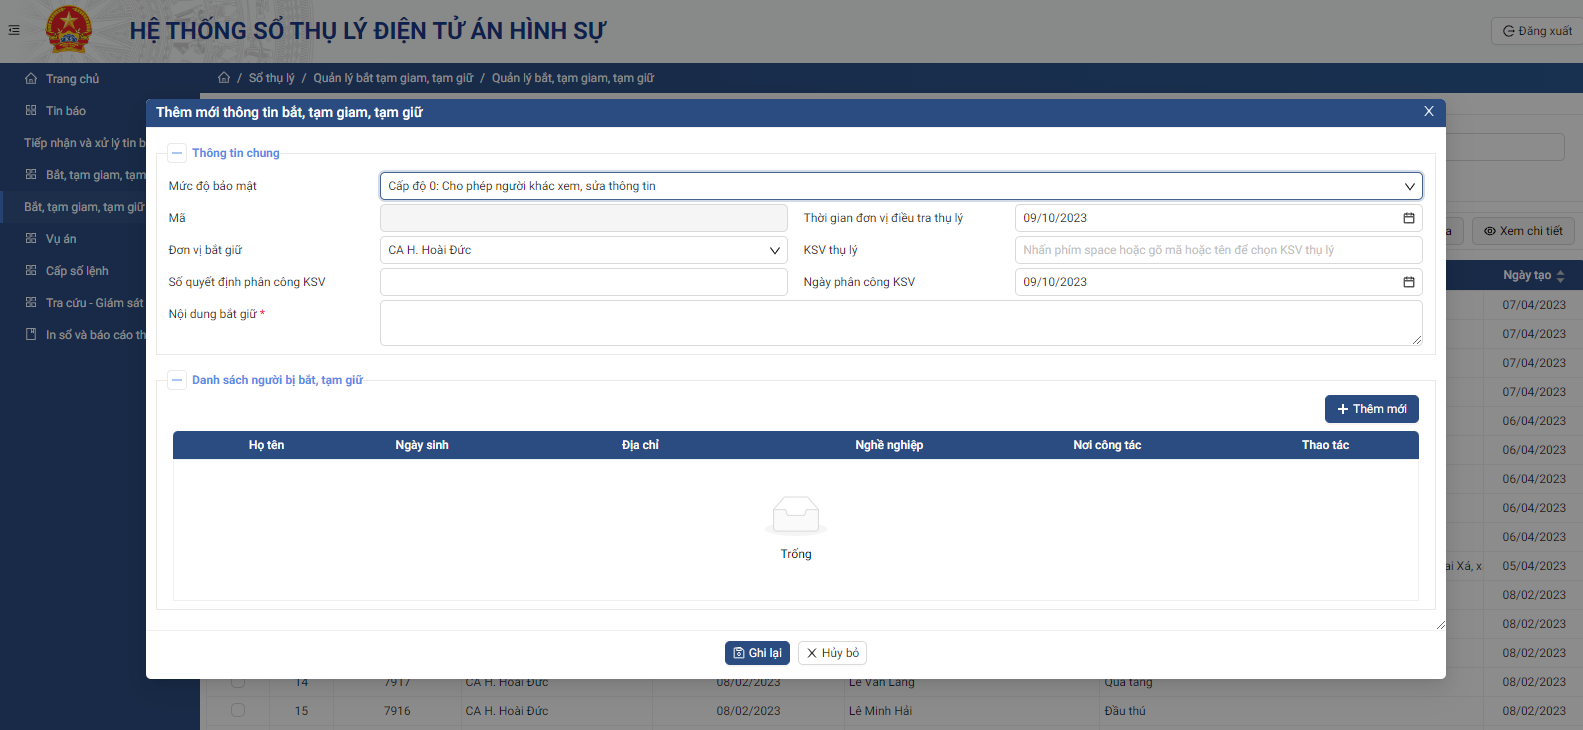 HỆ THỐNG SỔ THỤ LÝ ĐIỆN TỬ ÁN HÌNH SỰ
Đăng xuất
Trang chủ
/ Sổ thụ lý / Quản lý bắt tạm giam, tạm giữ / Quản lý bắt, tạm giam, tạm giữ
Tin báo
Tiếp nhận và xử lý tin b
Bắt, tạm giam, tạm
Bắt, tạm giam, tạm giữ
Vụ án
Cấp số lệnh
Tra cứu - Giám sát
In sổ và báo cáo th
Thêm mới thông tin bắt, tạm giam, tạm giữ
Thông tin chung
Mức độ bảo mật
Cấp độ 0: Cho phép người khác xem, sửa thông tin
Mã
Thời gian đơn vị điều tra thụ lý
09/10/2023
Đơn vị bắt giữ
CA H. Hoài Đức
KSV thụ lý
Nhấn phím space hoặc gõ mã hoặc tên để chọn KSV thụ lý
Số quyết định phân công KSV
Ngày phân công KSV
09/10/2023
Nội dung bắt giữ *
Danh sách người bị bắt, tạm giữ
Thêm mới
Họ tên Ngày sinh Địa chỉ Nghề nghiệp Nơi công tác Thao tác
Trống
Ghi lại
Hủy bỏ
a
Xem chi tiết
Ngày tạo
07/04/2023
07/04/2023
07/04/2023
07/04/2023
06/04/2023
06/04/2023
06/04/2023
06/04/2023
06/04/2023
ai Xá, x 05/04/2023
08/02/2023
08/02/2023
08/02/2023
14 7917 CA H. Hoài Đức 08/02/2023 Lê Văn Lang Quà tặng 08/02/2023
15 7916 CA H. Hoài Đức 08/02/2023 Lê Minh Hải Đầu thú 08/02/2023